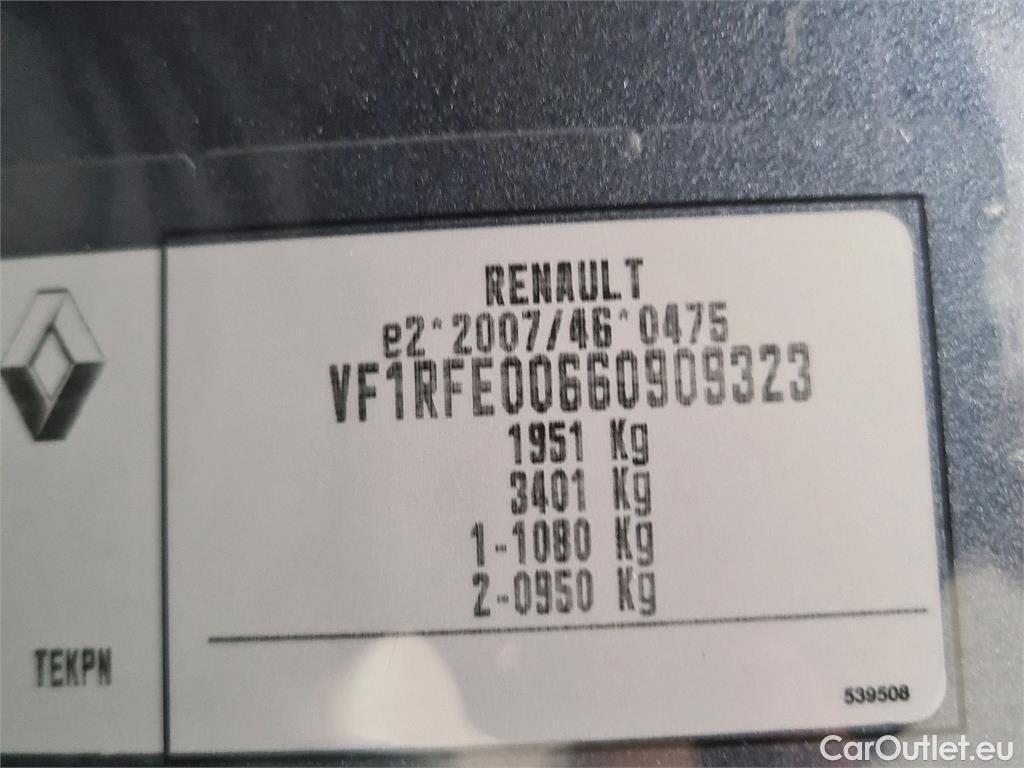 RENAULT
e2*2007/46*0475
VF1RFE00660909323
1951 Kg
3401 Kg
1-1080 Kg
2-0950 Kg
TEKPN
539508
CarOutlet.eu